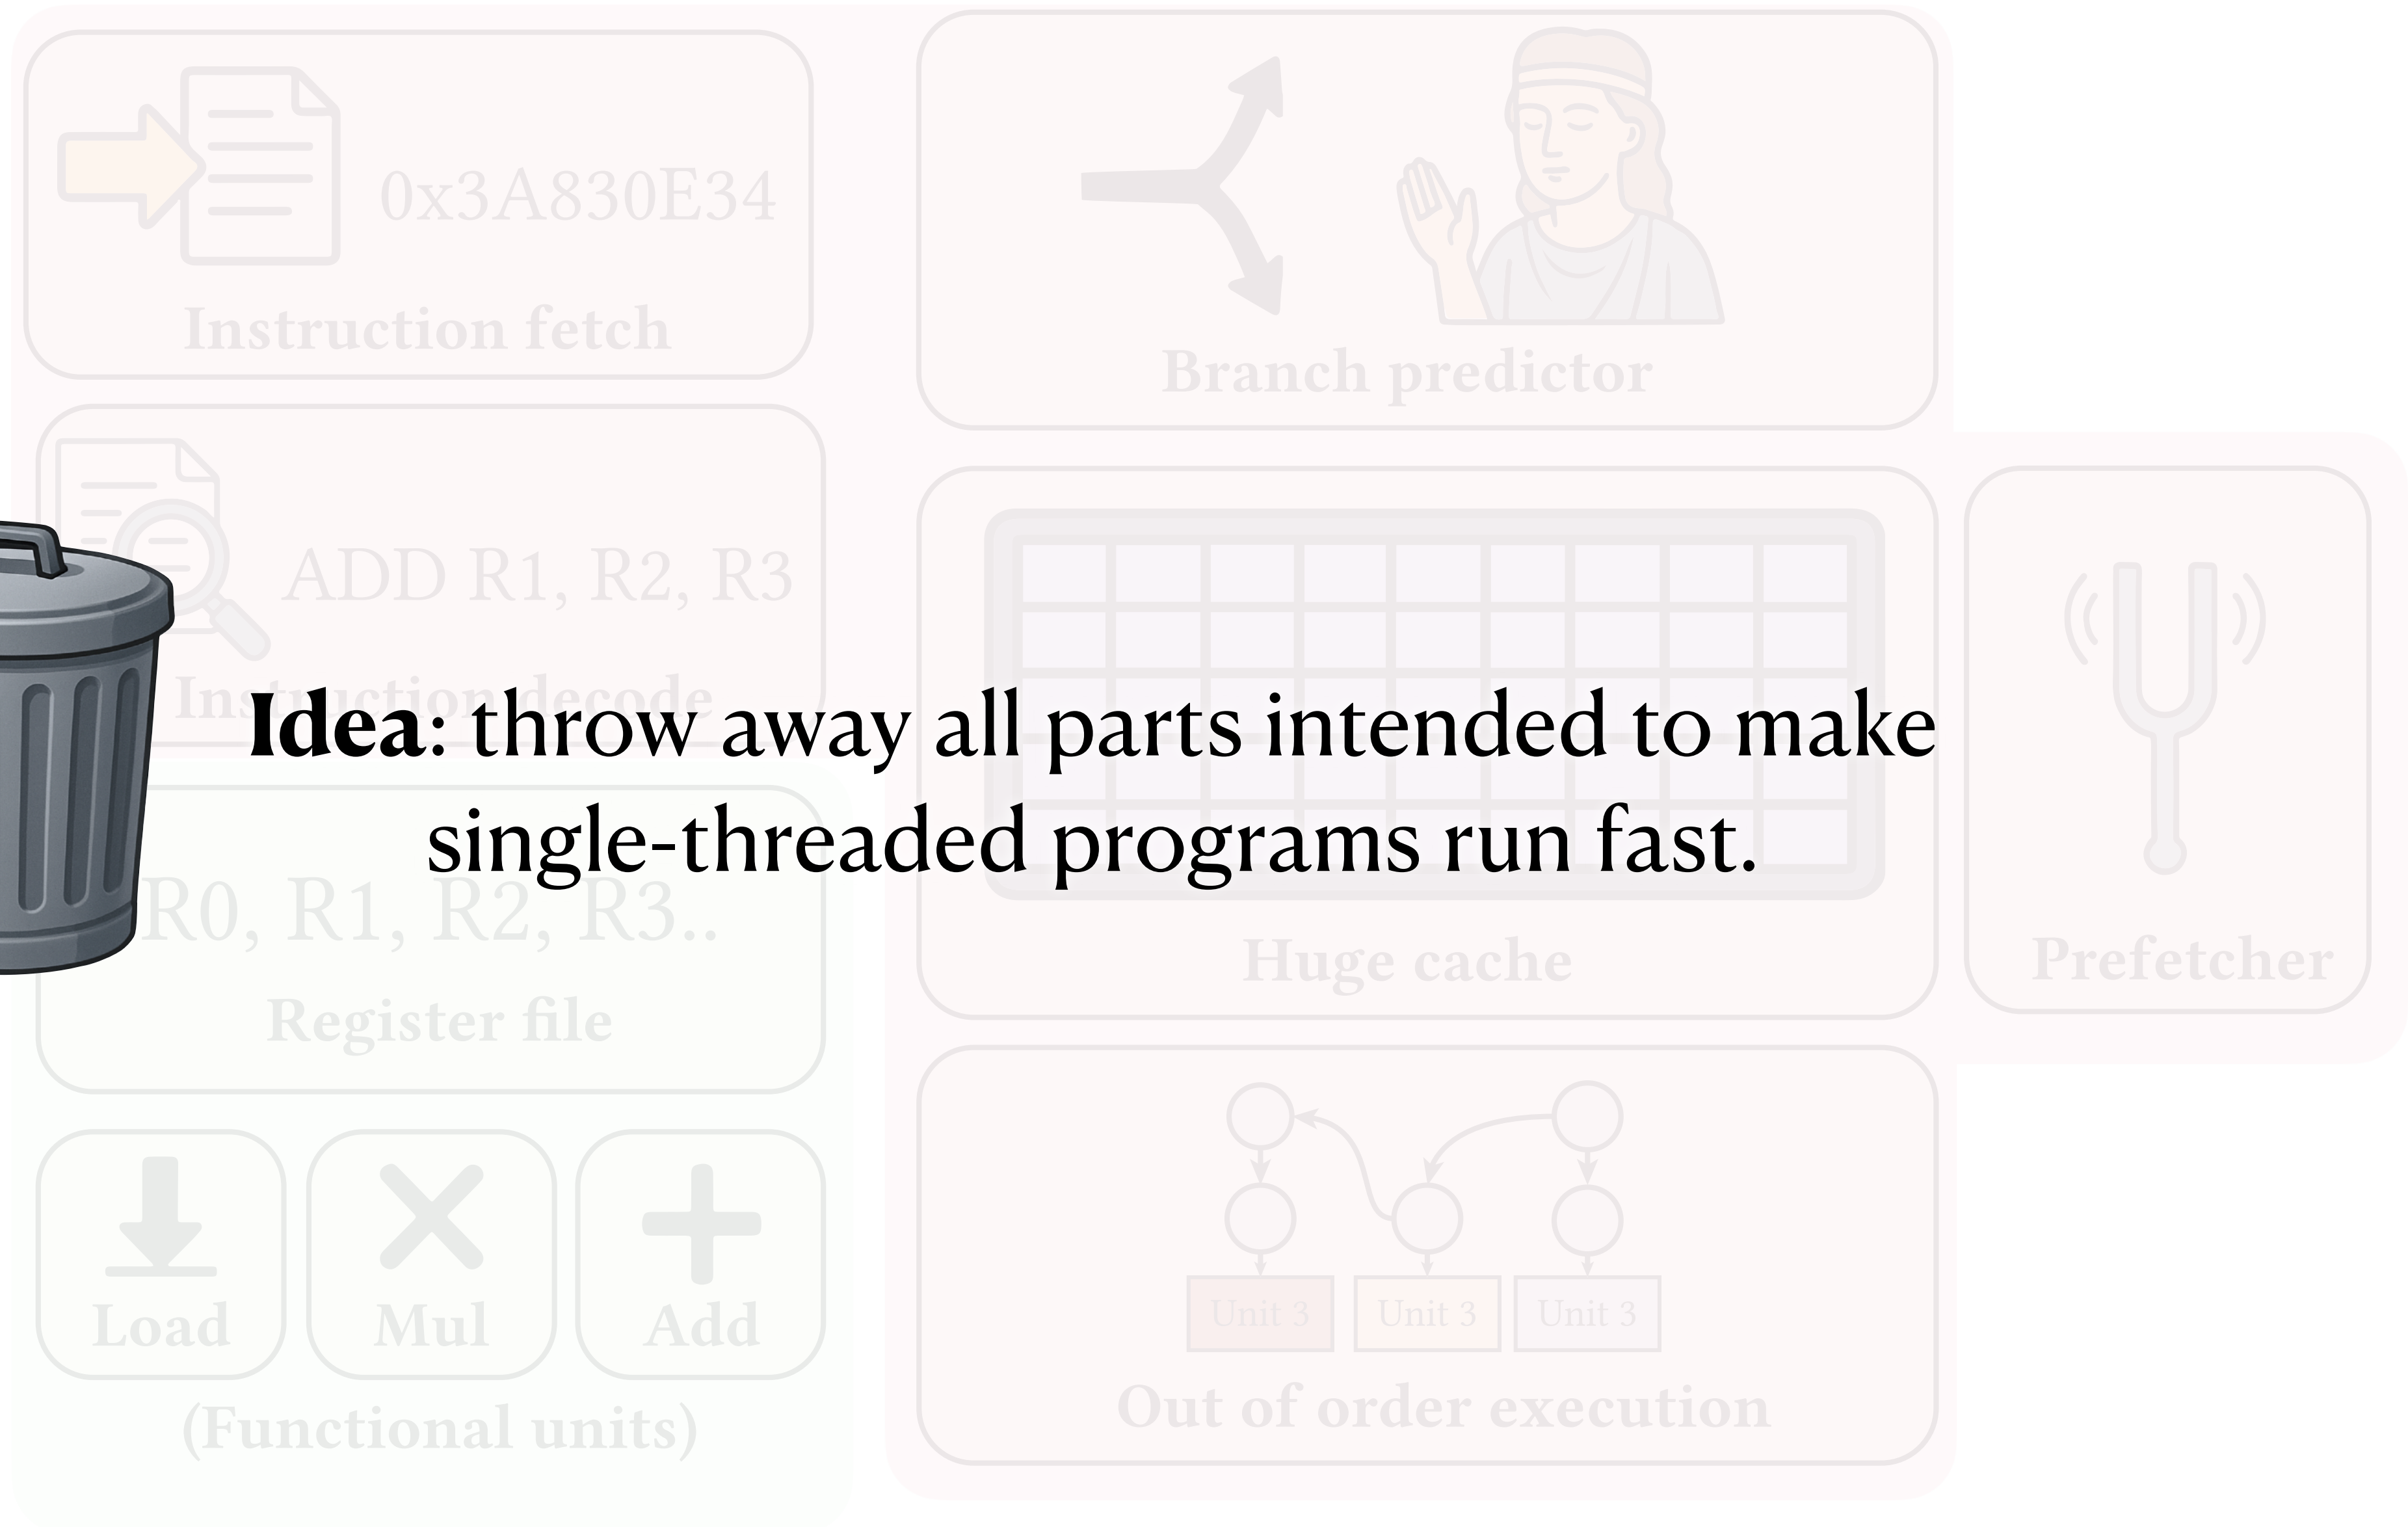 0x3A830E34
Instruction fetch
Branch predictor
ADD R1, R2, R3
Instruction decode
Idea: throw away all parts intended to make
single-threaded programs run fast.
R0, R1, R2, R3..
Register file
Huge cache
Prefetcher
Load
Mul
Add
(Functional units)
Unit 3
Unit 3
Unit 3
Out of order execution